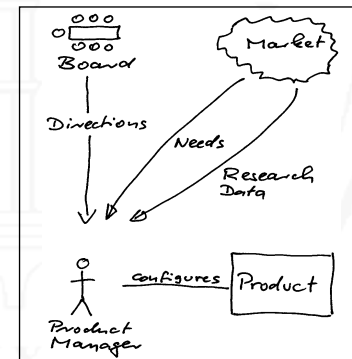 Board
Market
Directions
Needs
Research
Data
configures
Product
Product
Manager